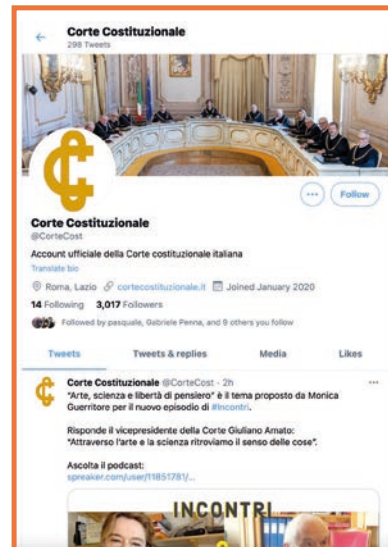 Corte Costituzionale
298 Tweets
Follow
Corte Costituzionale
@CorteCost
Account ufficiale della Corte costituzionale italiana
Translate bio
Roma, Lazio cortecostituzionale.it Joined January 2020
14 Following 3,017 Followers
Followed by pasquale, Gabriele Penna, and 9 others you follow
Tweets Tweets & replies Media Likes
Corte Costituzionale @CorteCost · 2h
"Arte, scienza e libertà di pensiero" è il tema proposto da Monica
Guerritore per il nuovo episodio di #Incontri.
Risponde il vicepresidente della Corte Giuliano Amato:
"Attraverso l'arte e la scienza ritroviamo il senso delle cose".
Ascolta il podcast:
spreaker.com/user/11851781/...
INCONTRI